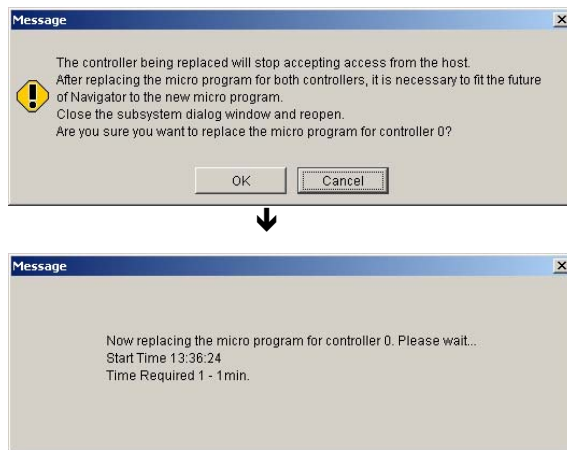 Message
The controller being replaced will stop accepting access from the host.
After replacing the micro program for both controllers, it is necessary to fit the future
of Navigator to the new micro program.
Close the subsystem dialog window and reopen.
Are you sure you want to replace the micro program for controller 0?
OK Cancel
Message
Now replacing the micro program for controller 0. Please wait...
Start Time 13:36:24
Time Required 1 - 1min.